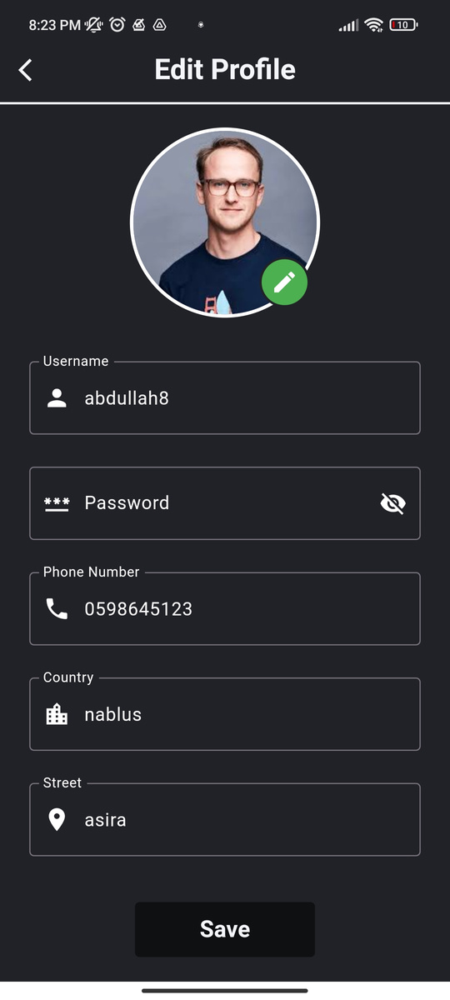 8:23 PM
10
Edit Profile
Username
abdullah8
*** Password
Phone Number
0598645123
Country
nablus
Street
asira
Save